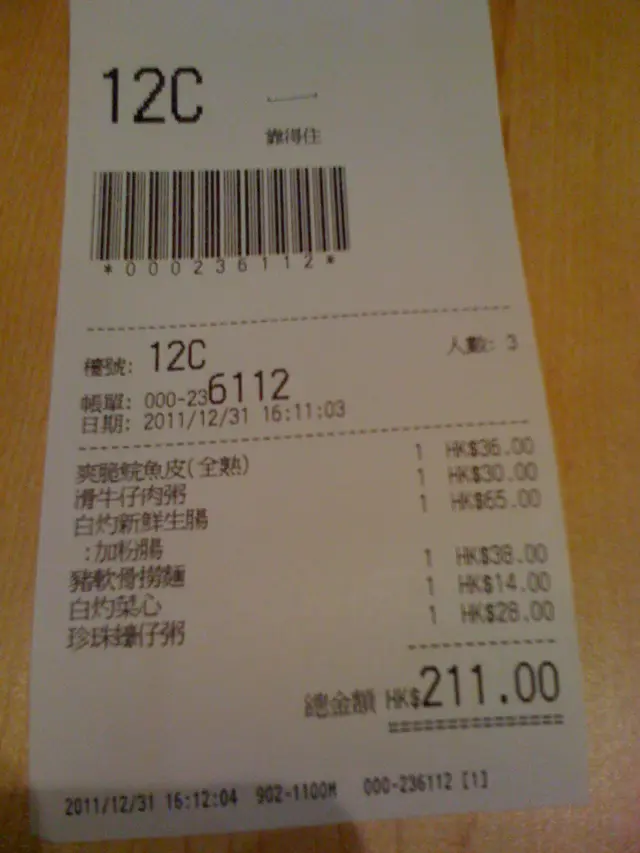 12C
靠得住
*000236112*
檯號: 12C 人數: 3
帳單: 000-236112
日期: 2011/12/31 16:11:03
爽脆鯇魚皮(全熟) 1 HK$36.00
滑牛仔肉粥 1 HK$30.00
白灼新鮮生腸 1 HK$65.00
:加粉腸
豬軟骨撈麵 1 HK$38.00
白灼菜心 1 HK$14.00
珍珠蠔仔粥 1 HK$28.00
總金額 HK$211.00
2011/12/31 16:12:04 902-1100M 000-236112 [1]